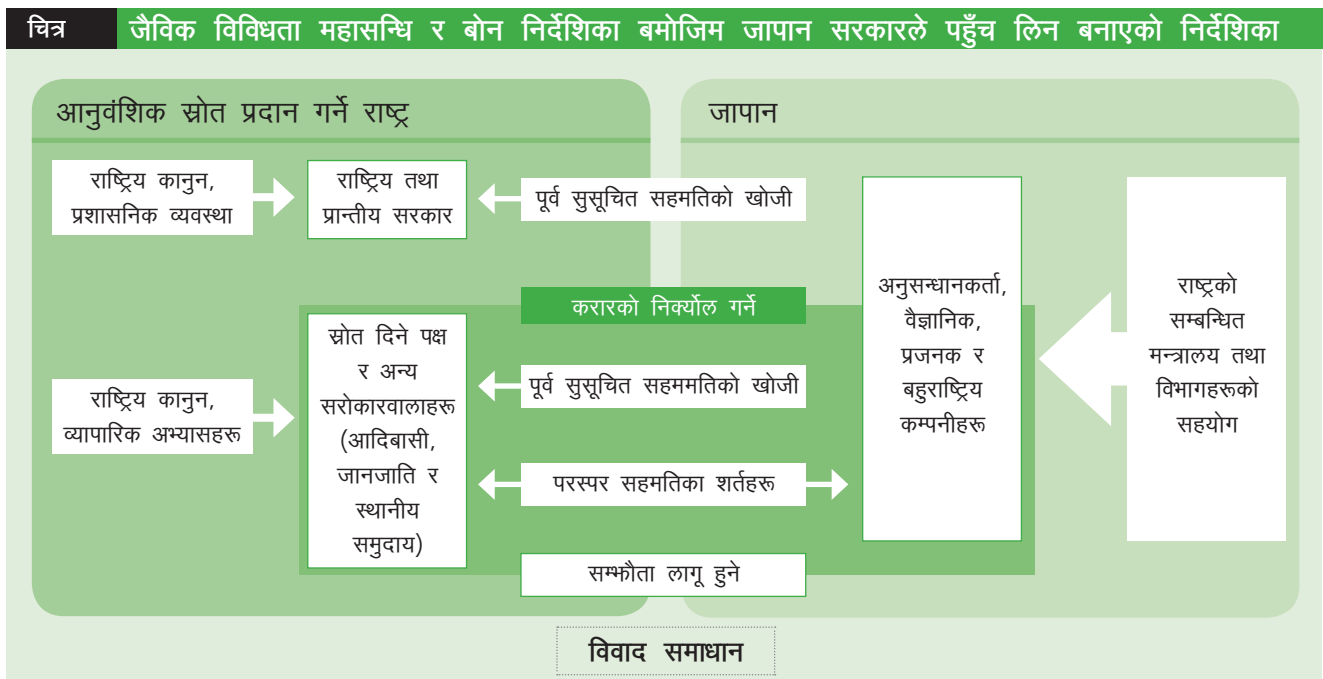 चित्र
जैविक विविधता महासन्धि र बोन निर्देशिका बमोजिम जापान सरकारले पहुँच लिन बनाएको निर्देशिका
आनुवंशिक स्रोत प्रदान गर्ने राष्ट्र
जापान
राष्ट्रिय कानुन,
प्रशासनिक व्यवस्था
राष्ट्रिय तथा
प्रान्तीय सरकार
पूर्व सुसूचित सहमतिको खोजी
करारको निर्क्योल गर्ने
स्रोत दिने पक्ष
र अन्य
सरोकारवालाहरू
(आदिबासी,
जानजाति र
स्थानीय
समुदाय)
राष्ट्रिय कानुन,
व्यापारिक अभ्यासहरू
पूर्व सुसूचित सहममतिको खोजी
परस्पर सहमतिका शर्तहरू
सम्झौता लागू हुने
अनुसन्धानकर्ता,
वैज्ञानिक,
प्रजनक र
बहुराष्ट्रिय
कम्पनीहरू
राष्ट्रको
सम्बन्धित
मन्त्रालय तथा
विभागहरूको
सहयोग
विवाद समाधान